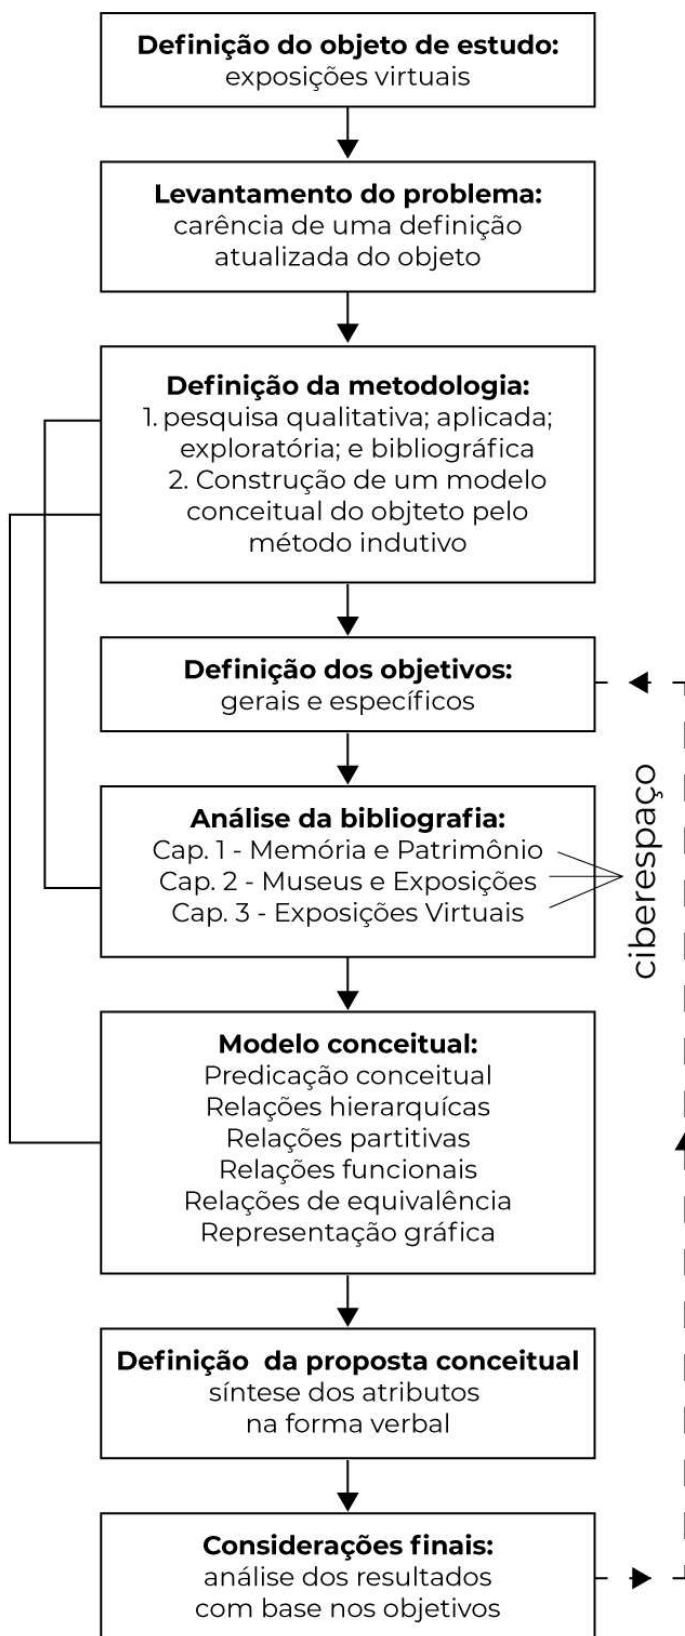 Definição do objeto de estudo:
exposições virtuais
Levantamento do problema:
carência de uma definição
atualizada do objeto
Definição da metodologia:
1. pesquisa qualitativa; aplicada;
exploratória; e bibliográfica
2. Construção de um modelo
conceitual do objteto pelo
método indutivo
Definição dos objetivos:
gerais e específicos
Análise da bibliografia:
Cap. 1 - Memória e Patrimônio
Cap. 2 - Museus e Exposições
Cap. 3 - Exposições Virtuais
ciberespaço
Modelo conceitual:
Predicação conceitual
Relações hierarquícas
Relações partitivas
Relações funcionais
Relações de equivalência
Representação gráfica
Definição da proposta conceitual
síntese dos atributos
na forma verbal
Considerações finais:
análise dos resultados
com base nos objetivos